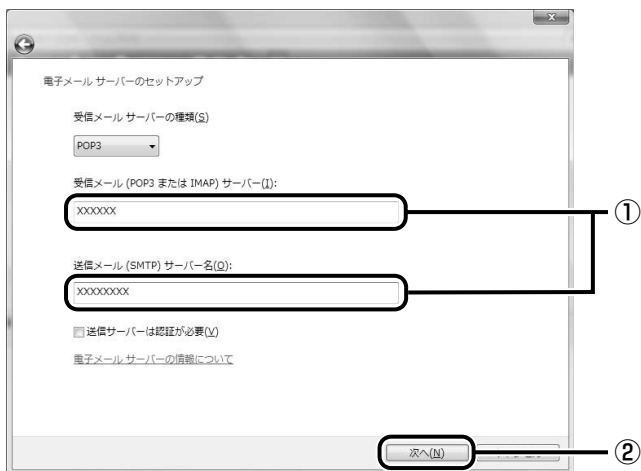 電子メール サーバーのセットアップ
受信メール サーバーの種類(S)
POP3
受信メール (POP3 または IMAP) サーバー(I):
XXXXXX
①
送信メール (SMTP) サーバー名(O):
XXXXXXXX
送信サーバーは認証が必要(V)
電子メール サーバーの情報について
次へ(N)
②